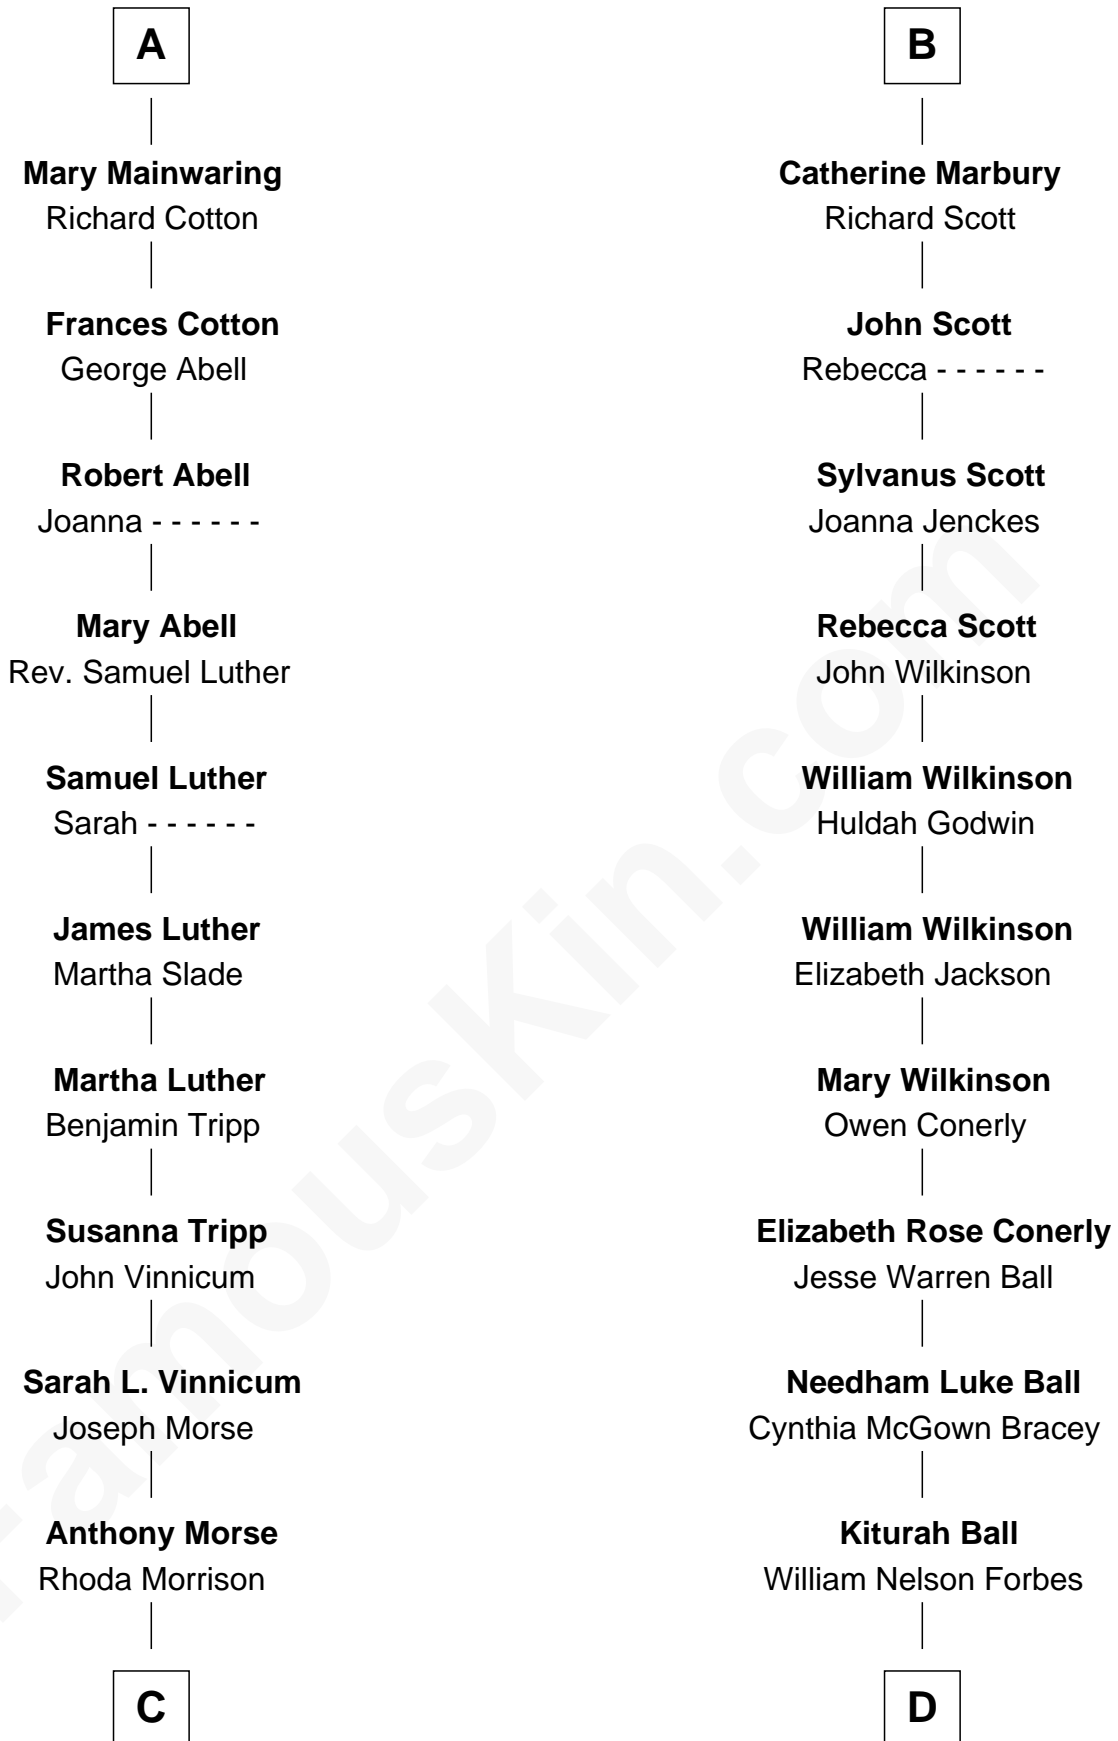 A
Mary Mainwaring
Richard Cotton
Frances Cotton
George Abell
Robert Abell
Joanna - - - - - -
Mary Abell
Rev. Samuel Luther
Samuel Luther
Sarah - - - - - -
James Luther
Martha Slade
Martha Luther
Benjamin Tripp
Susanna Tripp
John Vinnicum
Sarah L. Vinnicum
Joseph Morse
Anthony Morse
Rhoda Morrison
C
B
Catherine Marbury
Richard Scott
John Scott
Rebecca - - - - - -
Sylvanus Scott
Joanna Jenckes
Rebecca Scott
John Wilkinson
William Wilkinson
Huldah Godwin
William Wilkinson
Elizabeth Jackson
Mary Wilkinson
Owen Conerly
Elizabeth Rose Conerly
Jesse Warren Ball
Needham Luke Ball
Cynthia McGown Bracey
Kiturah Ball
William Nelson Forbes
D
FamousKin.com